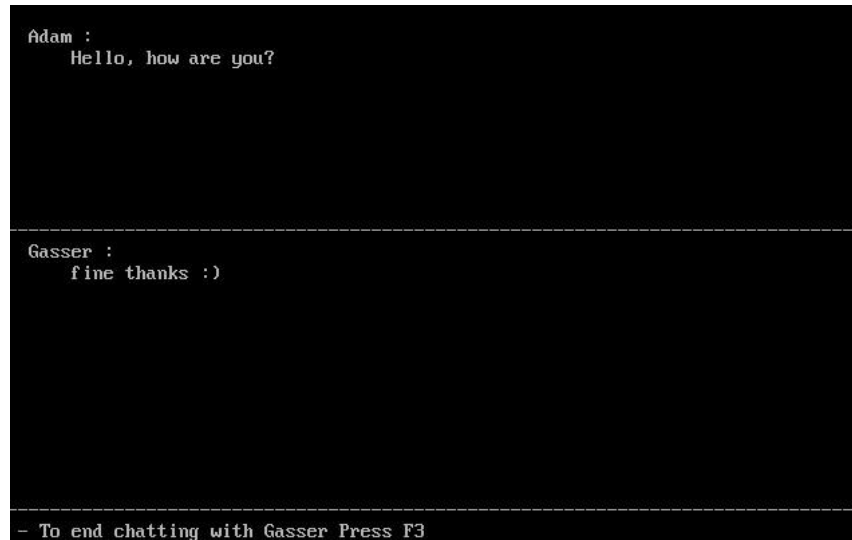 Adam :
Hello, how are you?
Gasser :
fine thanks :)
- To end chatting with Gasser Press F3